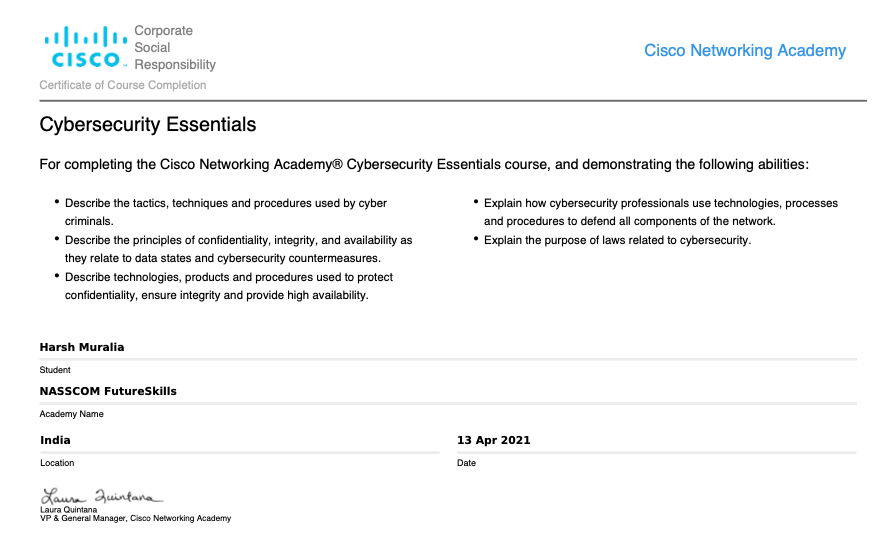 CISCO
Corporate
Social
Responsibility
Cisco Networking Academy
Certificate of Course Completion
Cybersecurity Essentials
For completing the Cisco Networking Academy® Cybersecurity Essentials course, and demonstrating the following abilities:
• Describe the tactics, techniques and procedures used by cyber
criminals.
• Describe the principles of confidentiality, integrity, and availability as
they relate to data states and cybersecurity countermeasures.
• Describe technologies, products and procedures used to protect
confidentiality, ensure integrity and provide high availability.
• Explain how cybersecurity professionals use technologies, processes
and procedures to defend all components of the network.
• Explain the purpose of laws related to cybersecurity.
Harsh Muralia
Student
NASSCOM FutureSkills
Academy Name
India
Location
13 Apr 2021
Date
Laura Quintana
Laura Quintana
VP & General Manager, Cisco Networking Academy